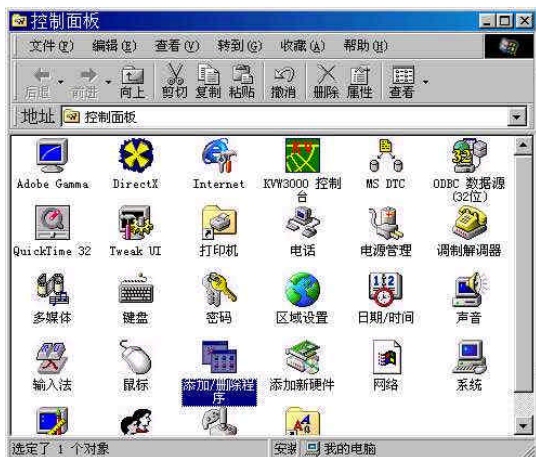 控制面板
文件(F) 编辑(E) 查看(V) 转到(G) 收藏(A) 帮助(H)
后退 前进 向上 剪切 复制 粘贴 撤消 删除 属性 查看
地址 控制面板
Adobe Gamma DirectX Internet KVW3000 控制台 MS DTC ODBC 数据源(32位)
QuickTime 32 Tweak UI 打印机 电话 电源管理 调制解调器
多媒体 键盘 密码 区域设置 日期/时间 声音
输入法 鼠标 添加/删除程序 添加新硬件 网络 系统
选定了 1 个对象 我的电脑